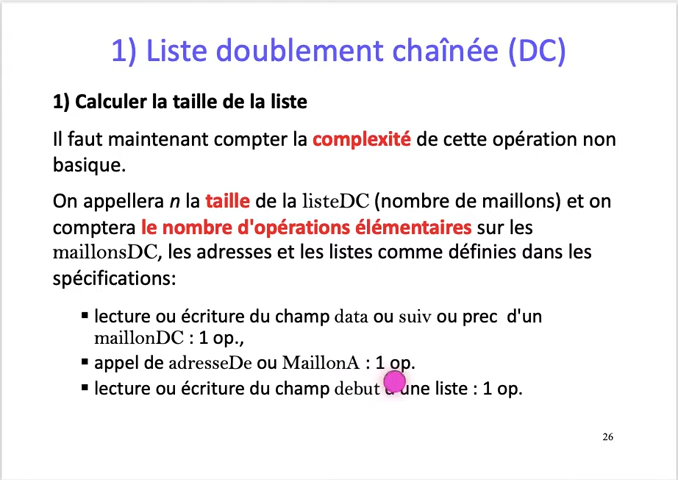 1) Liste doublement chaînée (DC)
1) Calculer la taille de la liste
Il faut maintenant compter la complexité de cette opération non
basique.
On appellera n la taille de la listeDC (nombre de maillons) et on
comptera le nombre d'opérations élémentaires sur les
maillonsDC, les adresses et les listes comme définies dans les
spécifications:
▪ lecture ou écriture du champ data ou suiv ou prec d'un
maillonDC : 1 op.,
▪ appel de adresseDe ou MaillonA : 1 op.
▪ lecture ou écriture du champ debut d'une liste : 1 op.
26